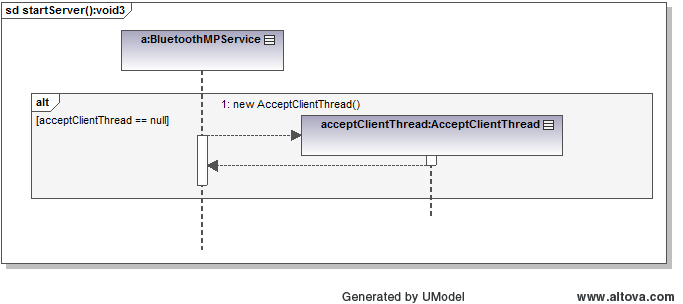 sd startServer():void3
a:BluetoothMPService
alt
1: new AcceptClientThread()
[acceptClientThread == null]
acceptClientThread:AcceptClientThread
Generated by UModel
www.altova.com